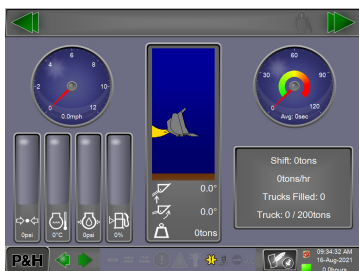 6
4
8
2
10
0
12
0.0mph
60
30
90
0
120
Avg: 0sec
0psi
0°C
0psi
0%
0.0°
0.0°
0tons
Shift: 0tons
0tons/hr
Trucks Filled: 0
Truck: 0 / 200tons
P&H
09:34:32 AM
16-Aug-2021
0.0hours